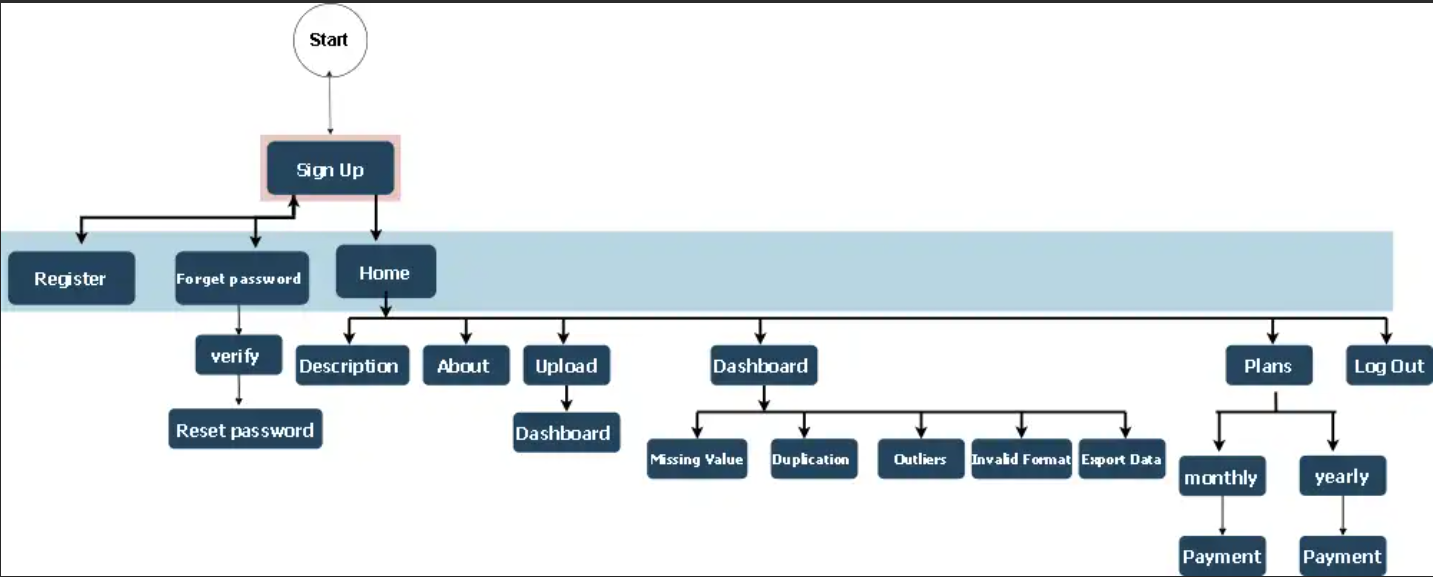 Start
Sign Up
Register
Forget password
Home
verify
Description
About
Upload
Dashboard
Plans
Log Out
Reset password
Dashboard
Missing Value
Duplication
Outliers
Invalid Format
Export Data
monthly
yearly
Payment
Payment